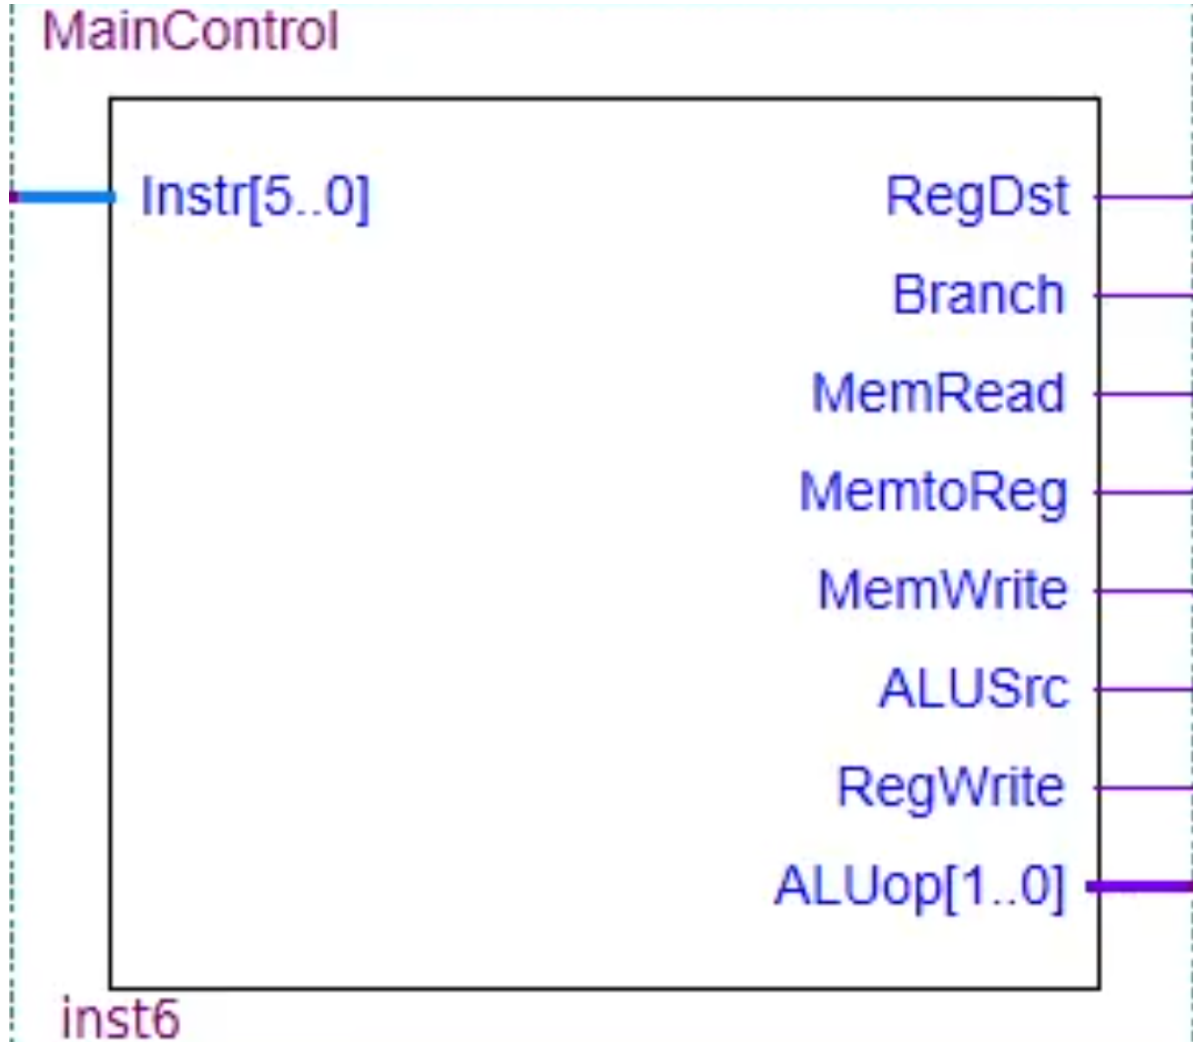 MainControl
Instr[5..0]
RegDst
Branch
MemRead
MemtoReg
MemWrite
ALUSrc
RegWrite
ALUop[1..0]
inst6